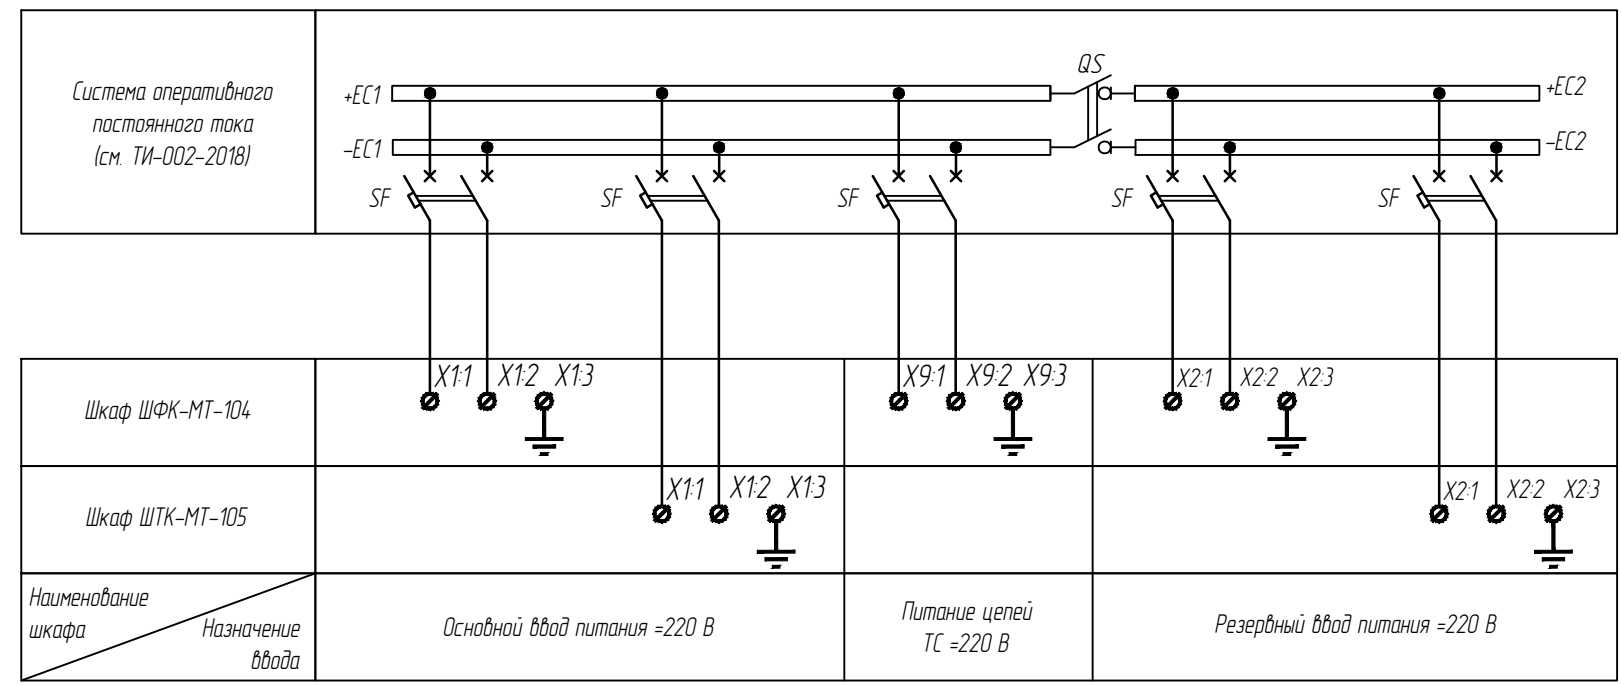 Система оперативного
постоянного тока
(см. ТИ-002-2018)
QS
+EC1
+EC2
-EC1
-EC2
SF
SF
SF
SF
SF
Шкаф ШФК-МТ-104
X1:1 X1:2 X1:3
X9:1 X9:2 X9:3
X2:1 X2:2 X2:3
Шкаф ШТК-МТ-105
X1:1 X1:2 X1:3
X2:1 X2:2 X2:3
Наименование
шкафа
Назначение
ввода
Основной ввод питания =220 В
Питание цепей
ТС =220 В
Резервный ввод питания =220 В